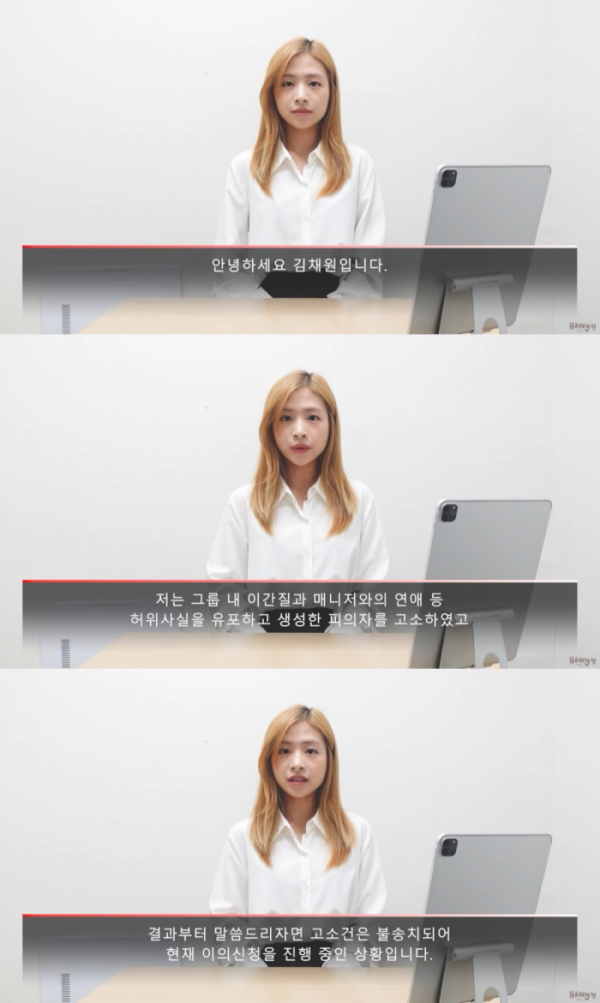 안녕하세요 김채원입니다.
저는 그룹 내 이간질과 매니저와의 연애 등
허위사실을 유포하고 생성한 피의자를 고소하였고
결과부터 말씀드리자면 고소건은 불송치되어
현재 이의신청을 진행 중인 상황입니다.